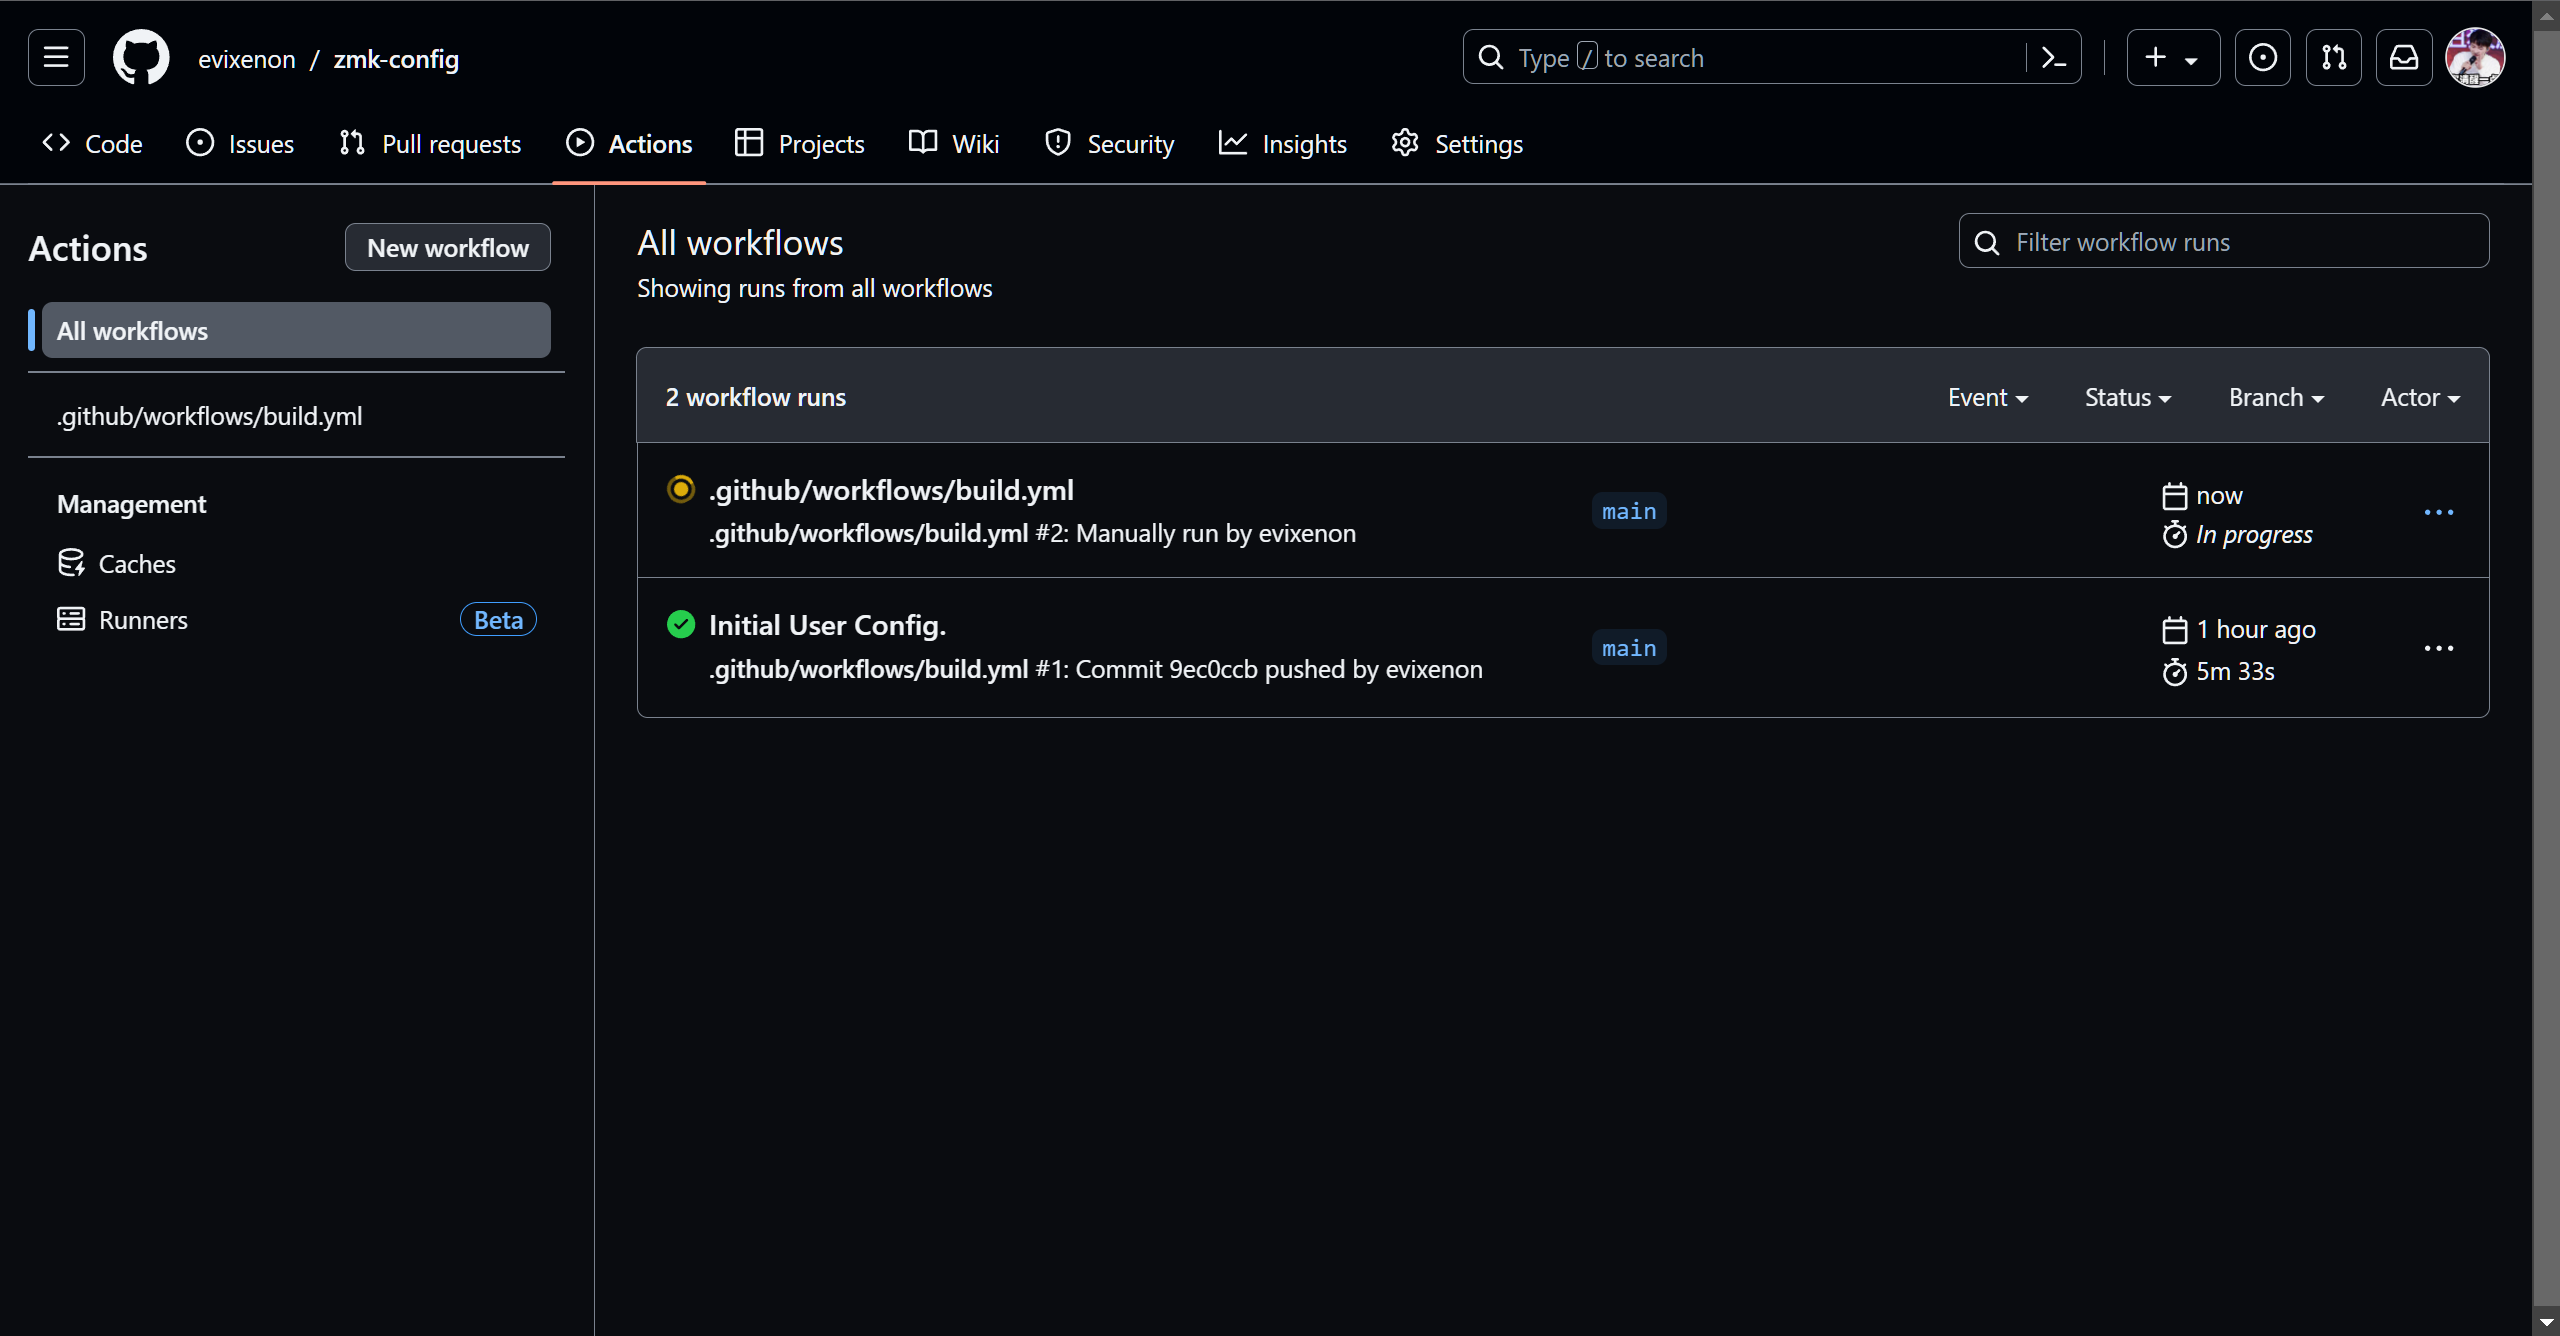 evixenon / zmk-config
Type / to search
Code
Issues
Pull requests
Actions
Projects
Wiki
Security
Insights
Settings
Actions
New workflow
All workflows
.github/workflows/build.yml
Management
Caches
Runners
Beta
All workflows
Showing runs from all workflows
Filter workflow runs
2 workflow runs
Event
Status
Branch
Actor
.github/workflows/build.yml
.github/workflows/build.yml #2: Manually run by evixenon
main
now
In progress
Initial User Config.
.github/workflows/build.yml #1: Commit 9ec0ccb pushed by evixenon
main
1 hour ago
5m 33s